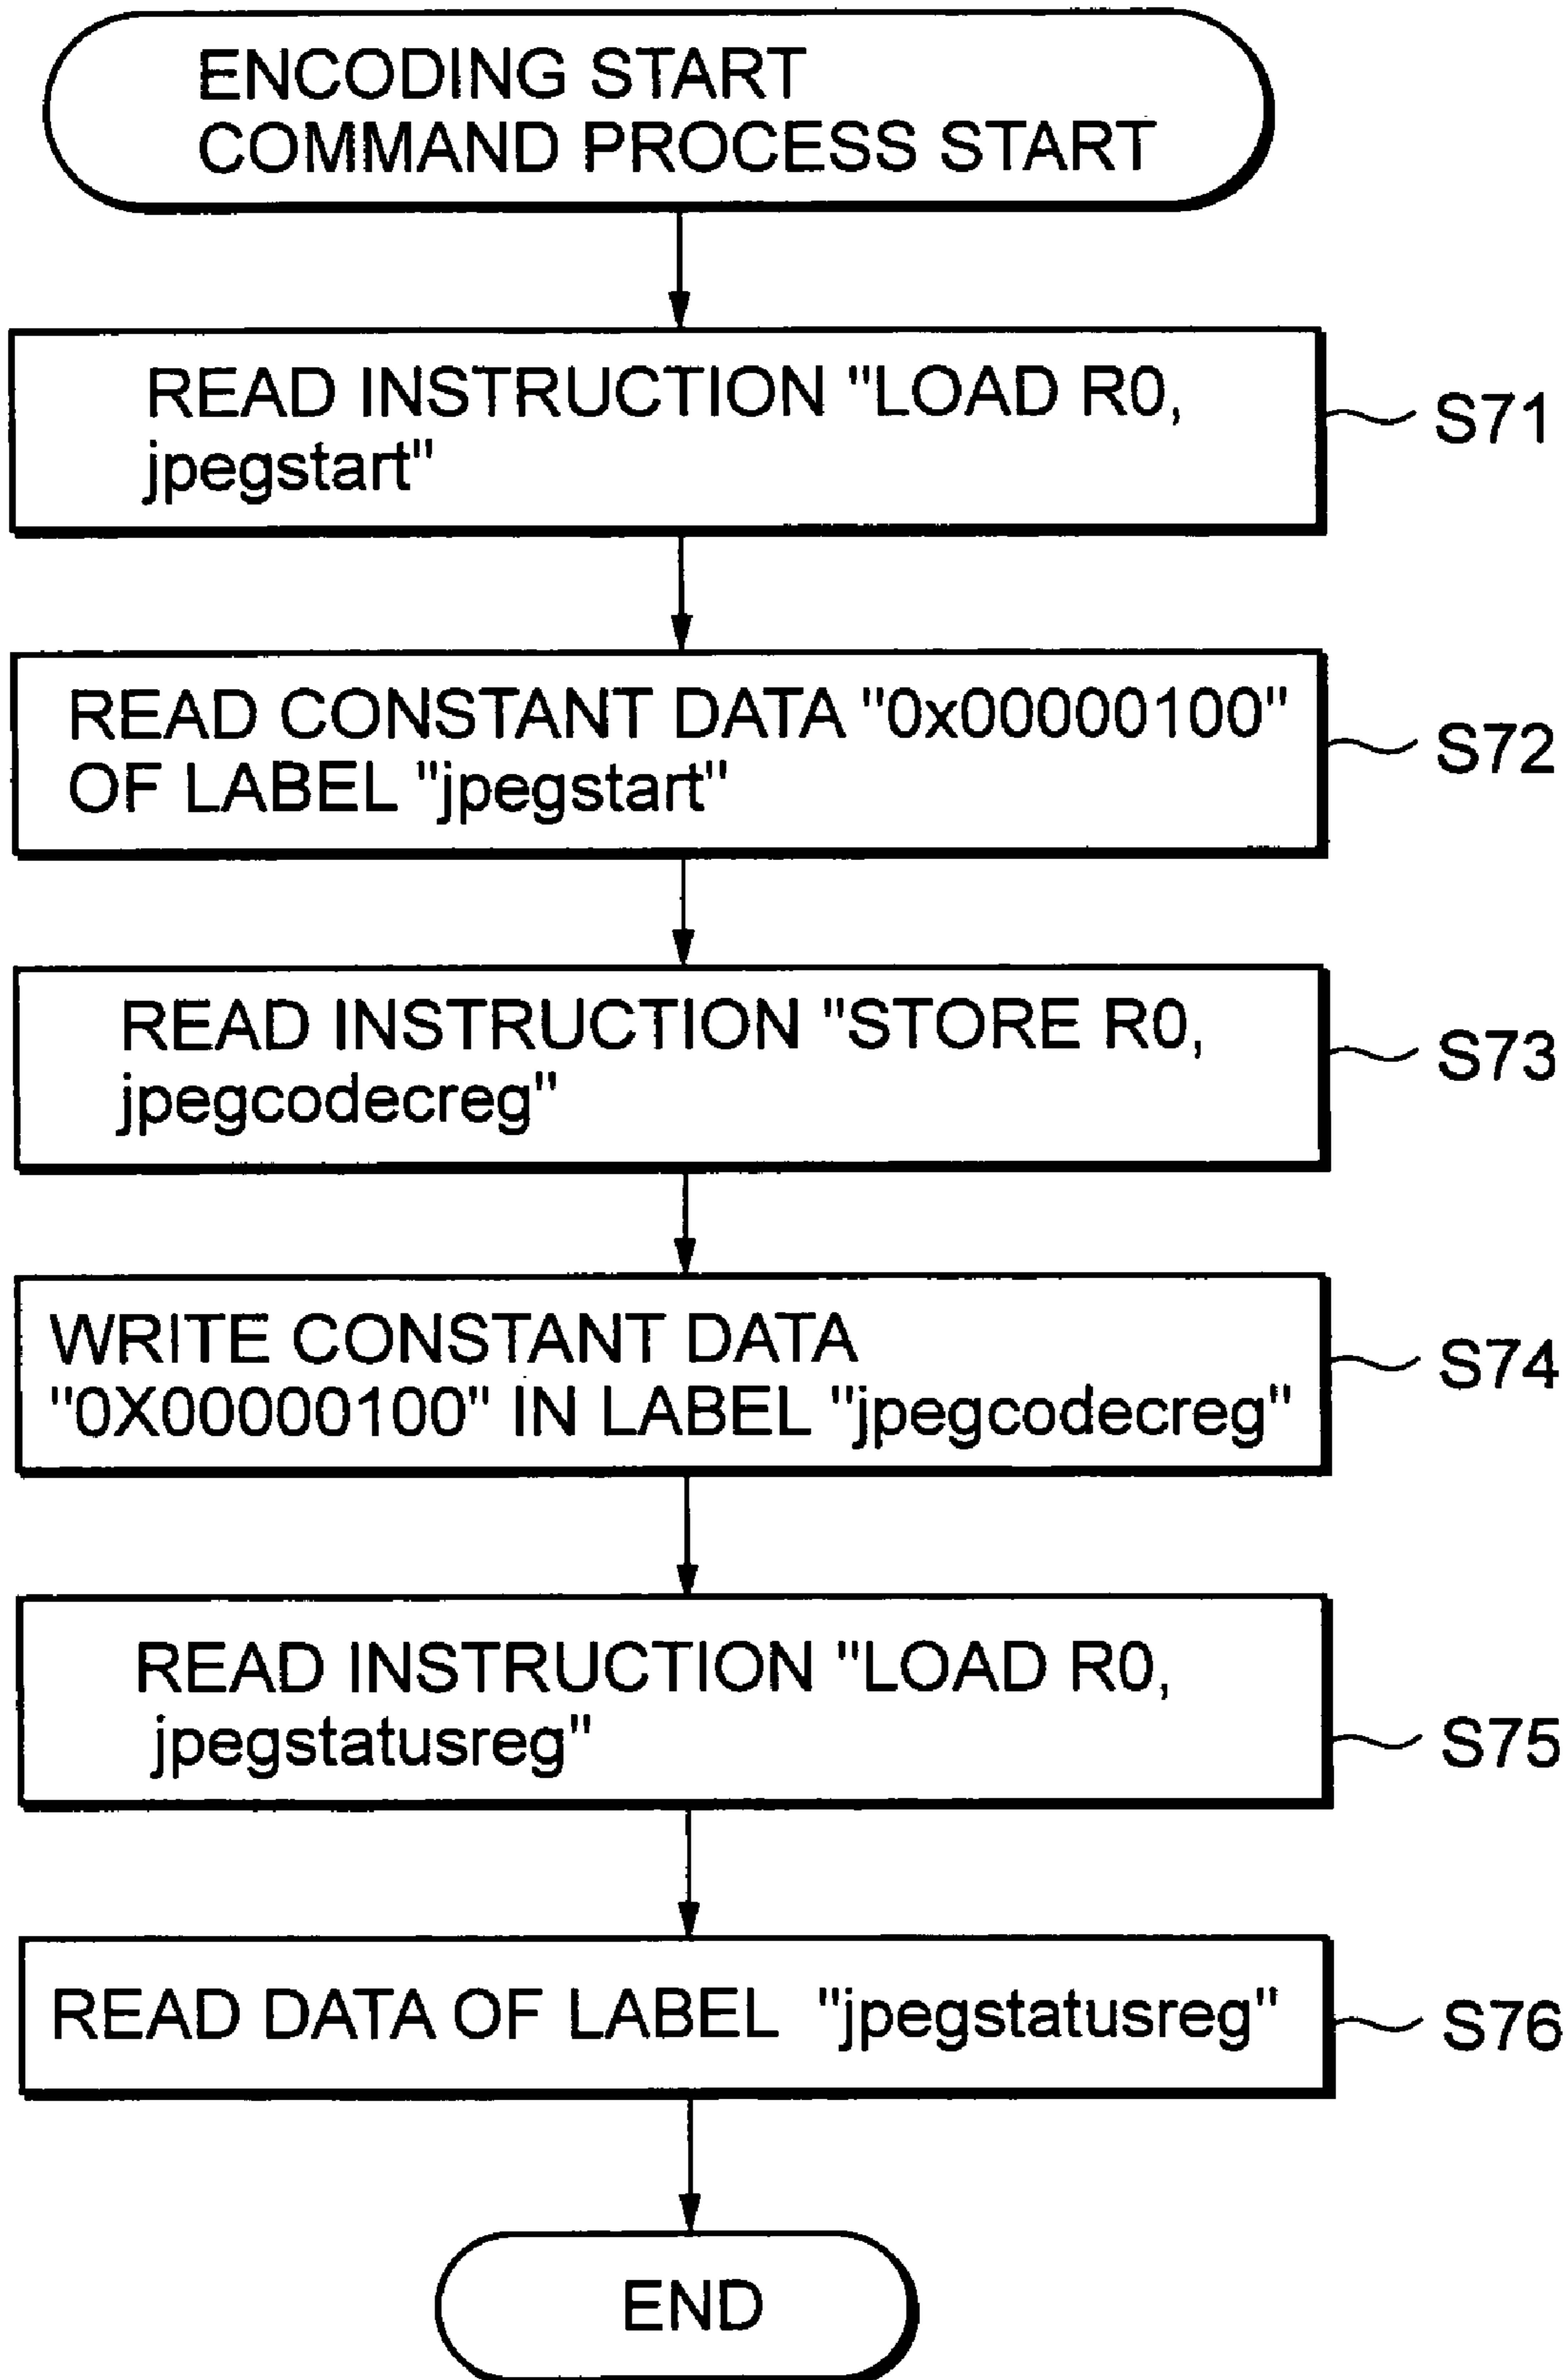 ENCODING START
COMMAND PROCESS START
READ INSTRUCTION "LOAD R0,
jpegstart"
S71
READ CONSTANT DATA "0x00000100"
OF LABEL "jpegstart"
S72
READ INSTRUCTION "STORE R0,
jpegcodecreg"
S73
WRITE CONSTANT DATA
"0X00000100" IN LABEL "jpegcodecreg"
S74
READ INSTRUCTION "LOAD R0,
jpegstatusreg"
S75
READ DATA OF LABEL "jpegstatusreg"
S76
END